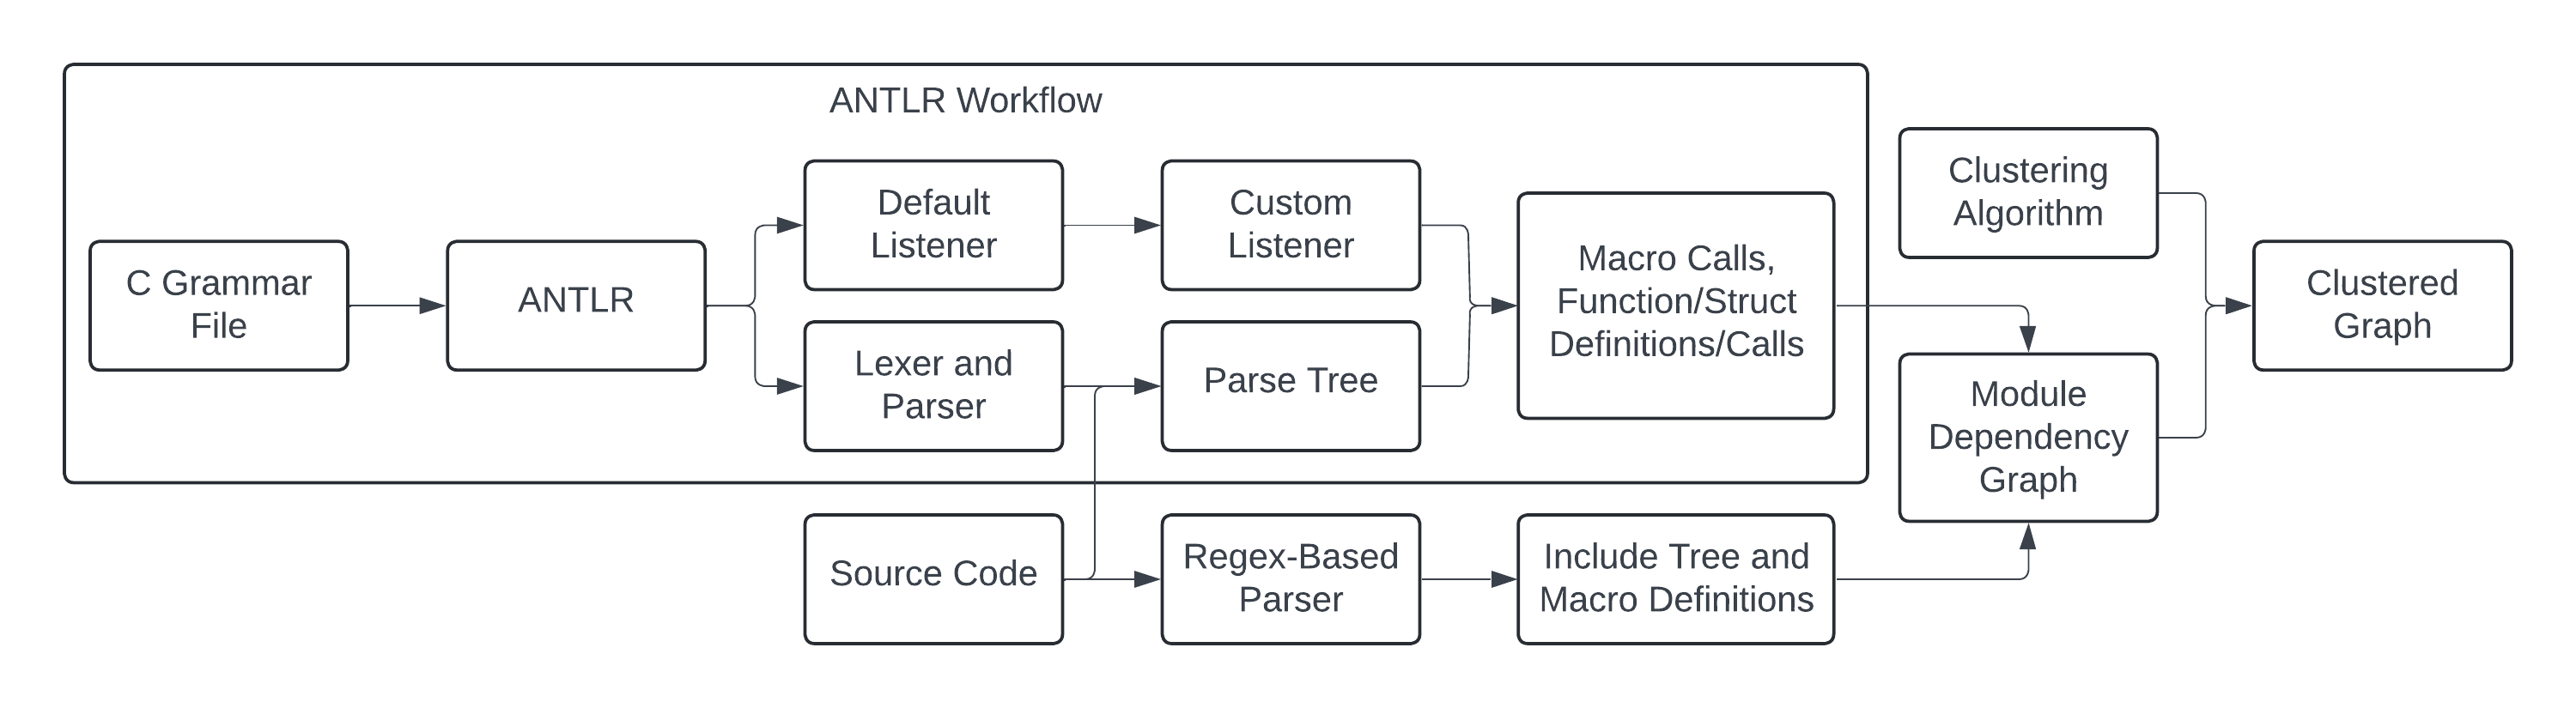 ANTLR Workflow
C Grammar
File
ANTLR
Default
Listener
Lexer and
Parser
Custom
Listener
Parse Tree
Macro Calls,
Function/Struct
Definitions/Calls
Source Code
Regex-Based
Parser
Include Tree and
Macro Definitions
Clustering
Algorithm
Module
Dependency
Graph
Clustered
Graph